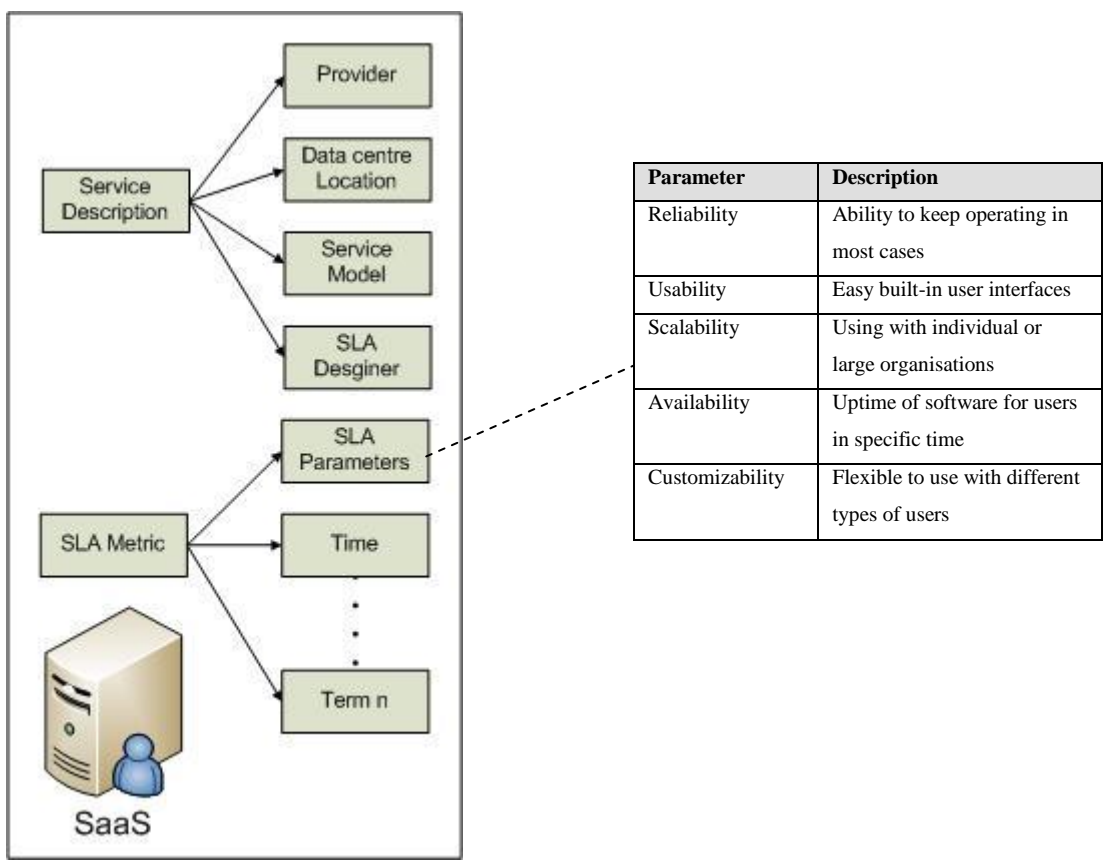 Provider
Data centre
Location
Service
Description
Service
Model
SLA
Desginer
SLA
Parameters
SLA Metric
Time
Term n
SaaS
Parameter Description
Reliability Ability to keep operating in
most cases
Usability Easy built-in user interfaces
Scalability Using with individual or
large organisations
Availability Uptime of software for users
in specific time
Customizability Flexible to use with different
types of users